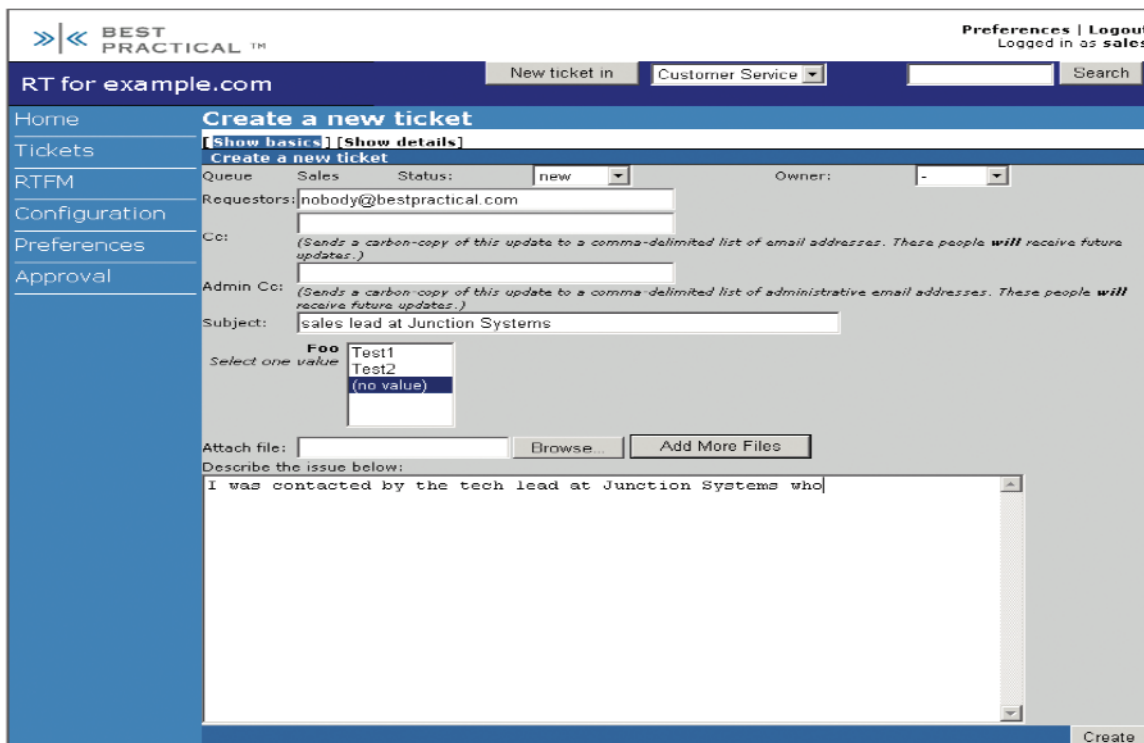 BEST
PRACTICAL ™
Preferences | Logout
Logged in as sales
RT for example.com
New ticket in
Customer Service
Search
Home
Tickets
RTFM
Configuration
Preferences
Approval
Create a new ticket
[Show basics] [Show details]
Create a new ticket
Queue Sales Status: new Owner: -
Requestors: nobody@bestpractical.com
Cc:
(Sends a carbon-copy of this update to a comma-delimited list of email addresses. These people will receive future
updates.)
Admin Cc:
(Sends a carbon-copy of this update to a comma-delimited list of administrative email addresses. These people will
receive future updates.)
Subject: sales lead at Junction Systems
Foo
Select one value
Test1
Test2
(no value)
Attach file: Browse... Add More Files
Describe the issue below:
I was contacted by the tech lead at Junction Systems who
Create